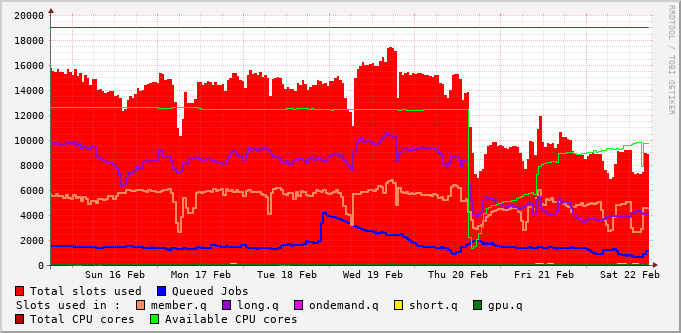 RRDTOOL / TOBI OETIKER
20000
18000
16000
14000
12000
10000
8000
6000
4000
2000
0
Sun 16 Feb Mon 17 Feb Tue 18 Feb Wed 19 Feb Thu 20 Feb Fri 21 Feb Sat 22 Feb
Total slots used Queued Jobs
Slots used in : member.q long.q ondemand.q short.q gpu.q
Total CPU cores Available CPU cores